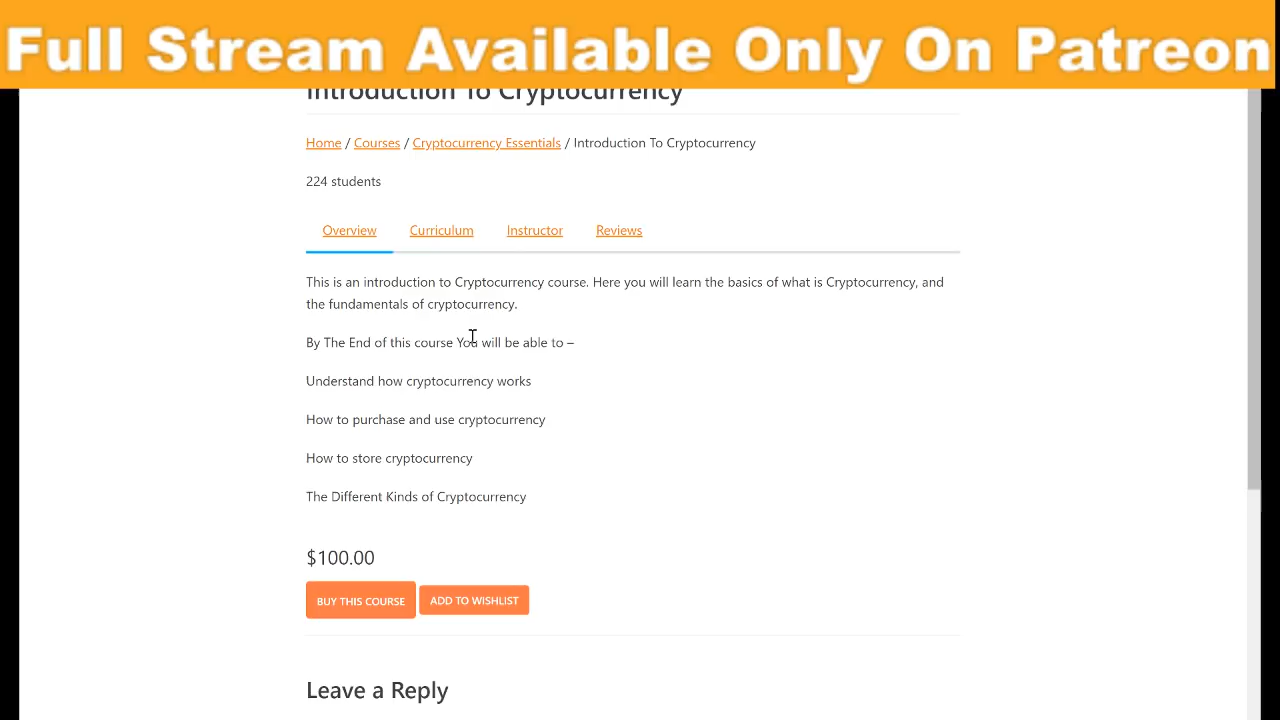 Full Stream Available Only On Patreon
Introduction To Cryptocurrency
Home / Courses / Cryptocurrency Essentials / Introduction To Cryptocurrency
224 students
Overview Curriculum Instructor Reviews
This is an introduction to Cryptocurrency course. Here you will learn the basics of what is Cryptocurrency, and
the fundamentals of cryptocurrency.
By The End of this course You will be able to –
Understand how cryptocurrency works
How to purchase and use cryptocurrency
How to store cryptocurrency
The Different Kinds of Cryptocurrency
$100.00
BUY THIS COURSE ADD TO WISHLIST
Leave a Reply